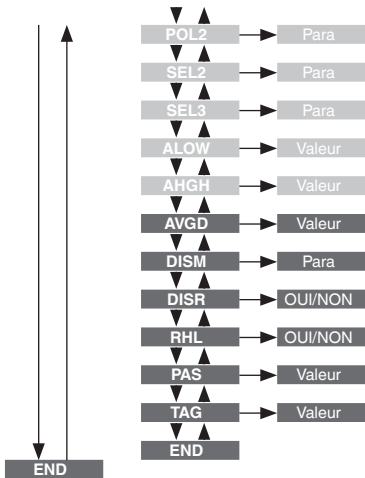 POL2 Para
SEL2 Para
SEL3 Para
ALOW Valeur
AHGH Valeur
AVGD Valeur
DISM Para
DISR OUI/NON
RHL OUI/NON
PAS Valeur
TAG Valeur
END
END